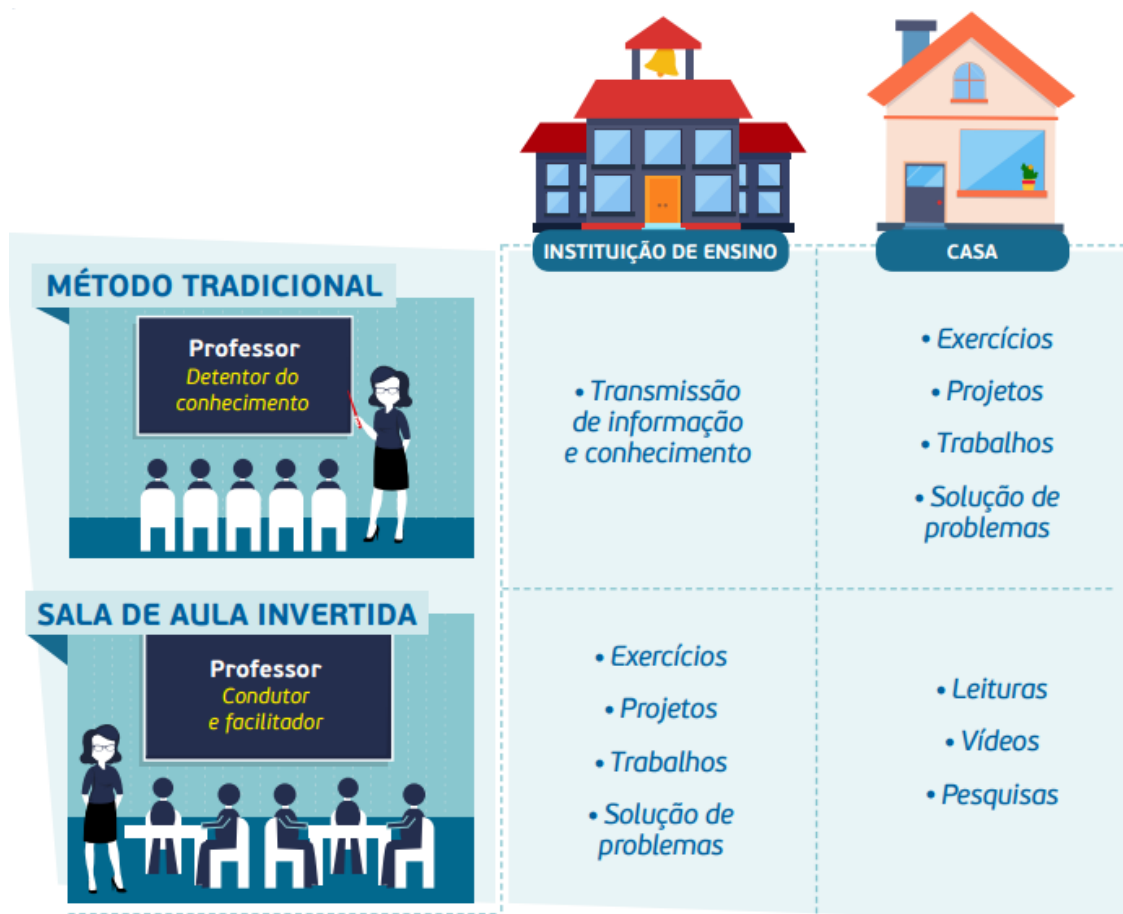 INSTITUIÇÃO DE ENSINO
CASA
MÉTODO TRADICIONAL
Professor
Detentor do
conhecimento
• Transmissão
de informação
e conhecimento
• Exercícios
• Projetos
• Trabalhos
• Solução de
problemas
SALA DE AULA INVERTIDA
Professor
Condutor
e facilitador
• Exercícios
• Projetos
• Trabalhos
• Solução de
problemas
• Leituras
• Vídeos
• Pesquisas